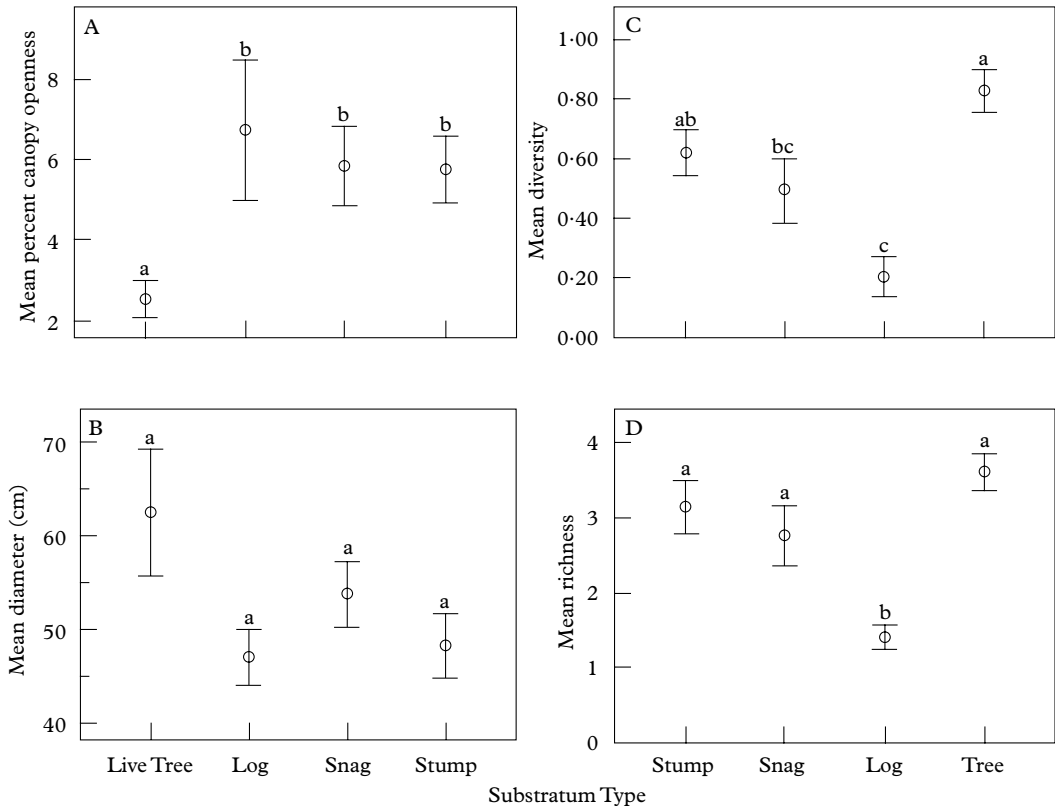 A
Mean percent canopy openness
8
6
4
2
a
b
b
b
C
Mean diversity
1·00
0·80
0·60
0·40
0·20
0·00
ab
bc
c
a
B
Mean diameter (cm)
70
60
50
40
a
a
a
a
Live Tree Log Snag Stump
D
Mean richness
4
3
2
1
0
a
a
b
a
Stump Snag Log Tree
Substratum Type